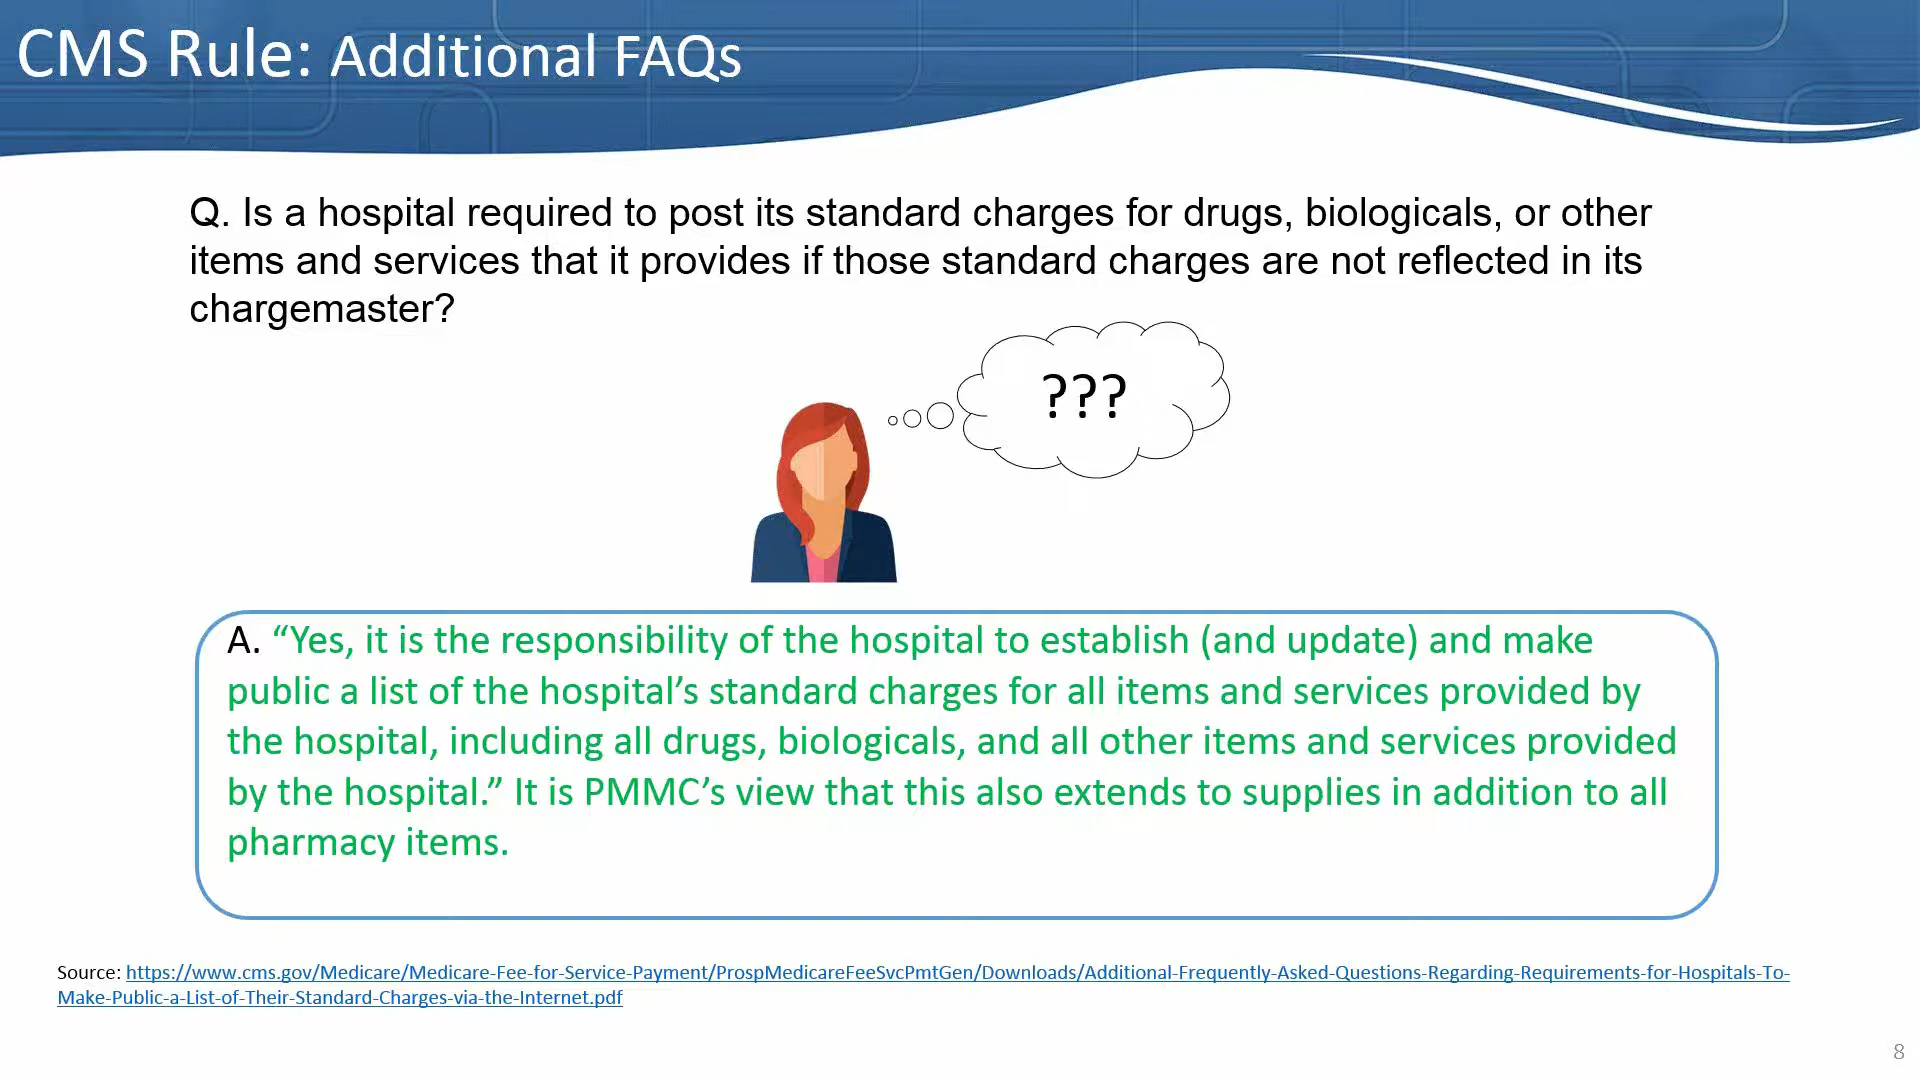 CMS Rule: Additional FAQs
Q. Is a hospital required to post its standard charges for drugs, biologicals, or other
items and services that it provides if those standard charges are not reflected in its
chargemaster?
???
A. “Yes, it is the responsibility of the hospital to establish (and update) and make
public a list of the hospital’s standard charges for all items and services provided by
the hospital, including all drugs, biologicals, and all other items and services provided
by the hospital.” It is PMMC’s view that this also extends to supplies in addition to all
pharmacy items.
Source: https://www.cms.gov/Medicare/Medicare-Fee-for-Service-Payment/ProspMedicareFeeSvcPmtGen/Downloads/Additional-Frequently-Asked-Questions-Regarding-Requirements-for-Hospitals-To-
Make-Public-a-List-of-Their-Standard-Charges-via-the-Internet.pdf
8